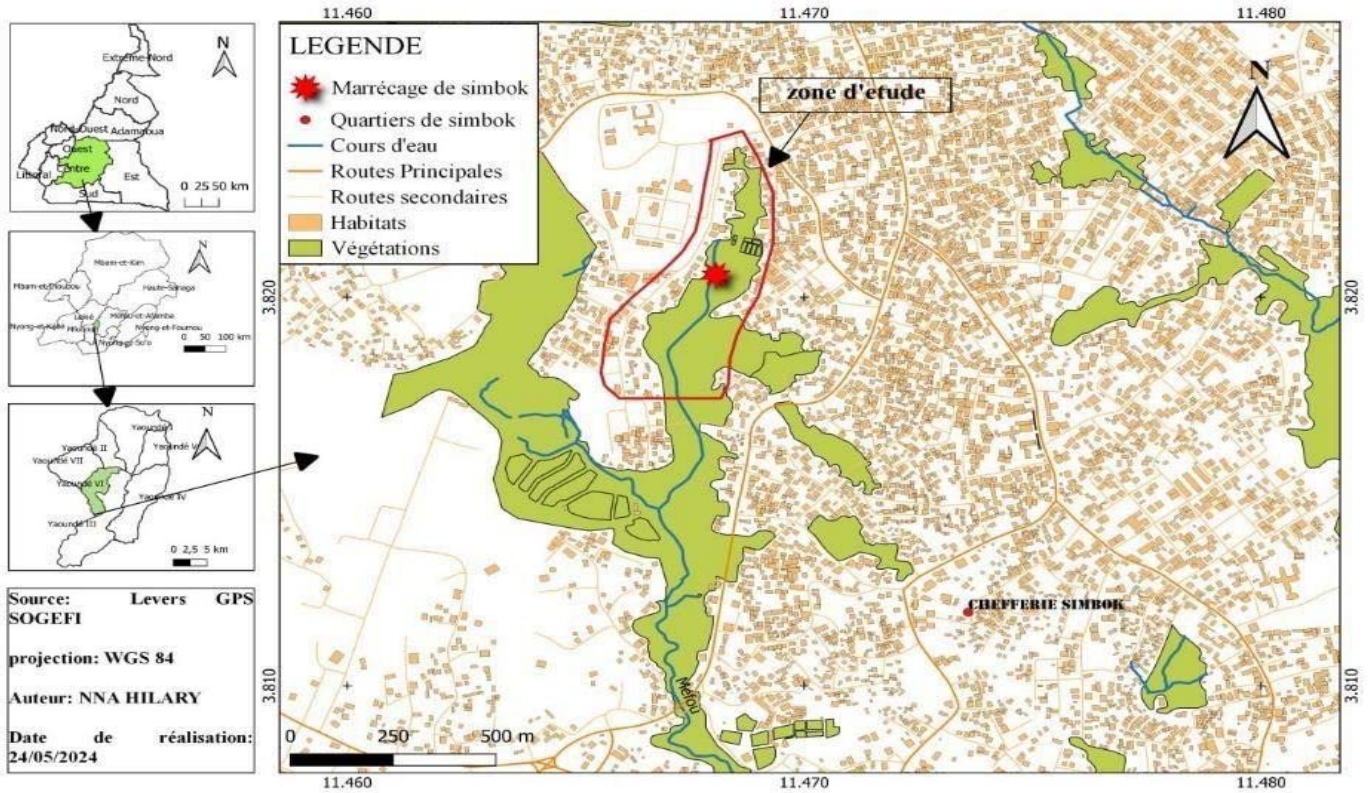 11.460
11.470
11.480
N
Extrême-Nord
Nord
Nord-Ouest
Adamaoua
Ouest
Centre
Littoral
Est
Sud
0 25 50 km
N
Mbam-et-Kim
Mbam-et-Inoubou
Haute-Sanaga
Lekié
Nyong-et-Kellé
Mfoundi
Nyong-et-Mfoumou
Nyong-et-So'o
0 50 100 km
N
Yaoundé I
Yaoundé II
Yaoundé V
Yaoundé VII
Yaoundé VI
Yaoundé IV
Yaoundé III
0 2,5 5 km
Source: Levers GPS
SOGEFI
projection: WGS 84
Auteur: NNA HILARY
Date de réalisation:
24/05/2024
LEGENDE
Marrécage de simbok
Quartiers de simbok
Cours d'eau
Routes Principales
Routes secondaires
Habitats
Végétations
zone d'etude
N
3.820
3.820
CHEFFERIE SIMBOK
3.810
3.810
Mefou
0 250 500 m
11.460
11.470
11.480